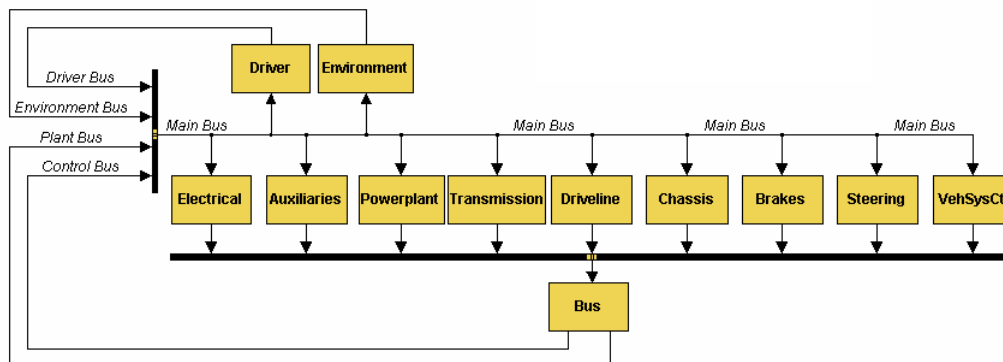 Driver
Environment
Driver Bus
Environment Bus
Plant Bus
Control Bus
Main Bus
Main Bus
Main Bus
Main Bus
Electrical
Auxiliaries
Powerplant
Transmission
Driveline
Chassis
Brakes
Steering
VehSysCt
Bus